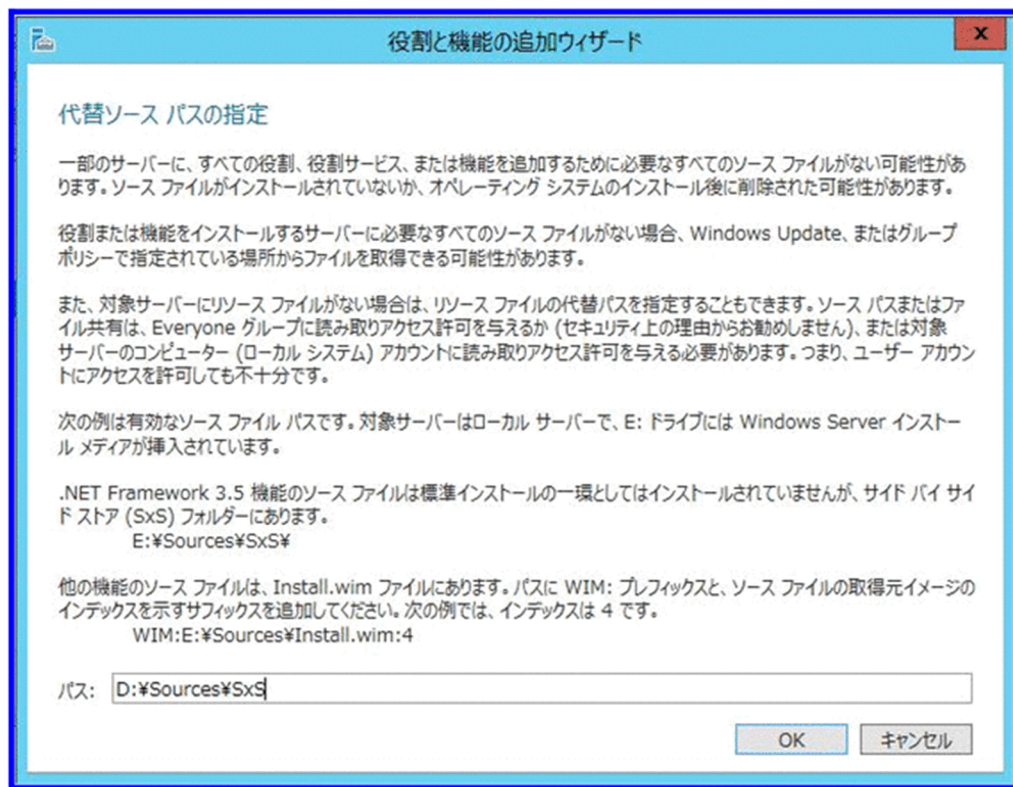 役割と機能の追加ウィザード
x
代替ソース パスの指定
一部のサーバーに、すべての役割、役割サービス、または機能を追加するために必要なすべてのソース ファイルがない可能性があ
ります。ソース ファイルがインストールされていないか、オペレーティング システムのインストール後に削除された可能性があります。
役割または機能をインストールするサーバーに必要なすべてのソース ファイルがない場合、Windows Update、またはグループ
ポリシーで指定されている場所からファイルを取得できる可能性があります。
また、対象サーバーにリソース ファイルがない場合は、リソース ファイルの代替パスを指定することもできます。ソース パスまたはファ
イル共有は、Everyone グループに読み取りアクセス許可を与えるか (セキュリティ上の理由からお勧めしません)、または対象
サーバーのコンピューター (ローカル システム) アカウントに読み取りアクセス許可を与える必要があります。つまり、ユーザー アカウン
トにアクセスを許可しても不十分です。
次の例は有効なソース ファイル パスです。対象サーバーはローカル サーバーで、E: ドライブには Windows Server インストー
ル メディアが挿入されています。
.NET Framework 3.5 機能のソース ファイルは標準インストールの一環としてはインストールされていませんが、サイド バイ サイ
ド ストア (SxS) フォルダーにあります。
E:¥Sources¥SxS¥
他の機能のソース ファイルは、Install.wim ファイルにあります。パスに WIM: プレフィックスと、ソース ファイルの取得元イメージの
インデックスを示すサフィックスを追加してください。次の例では、インデックスは 4 です。
WIM:E:¥Sources¥Install.wim:4
パス: D:¥Sources¥SxS
OK キャンセル